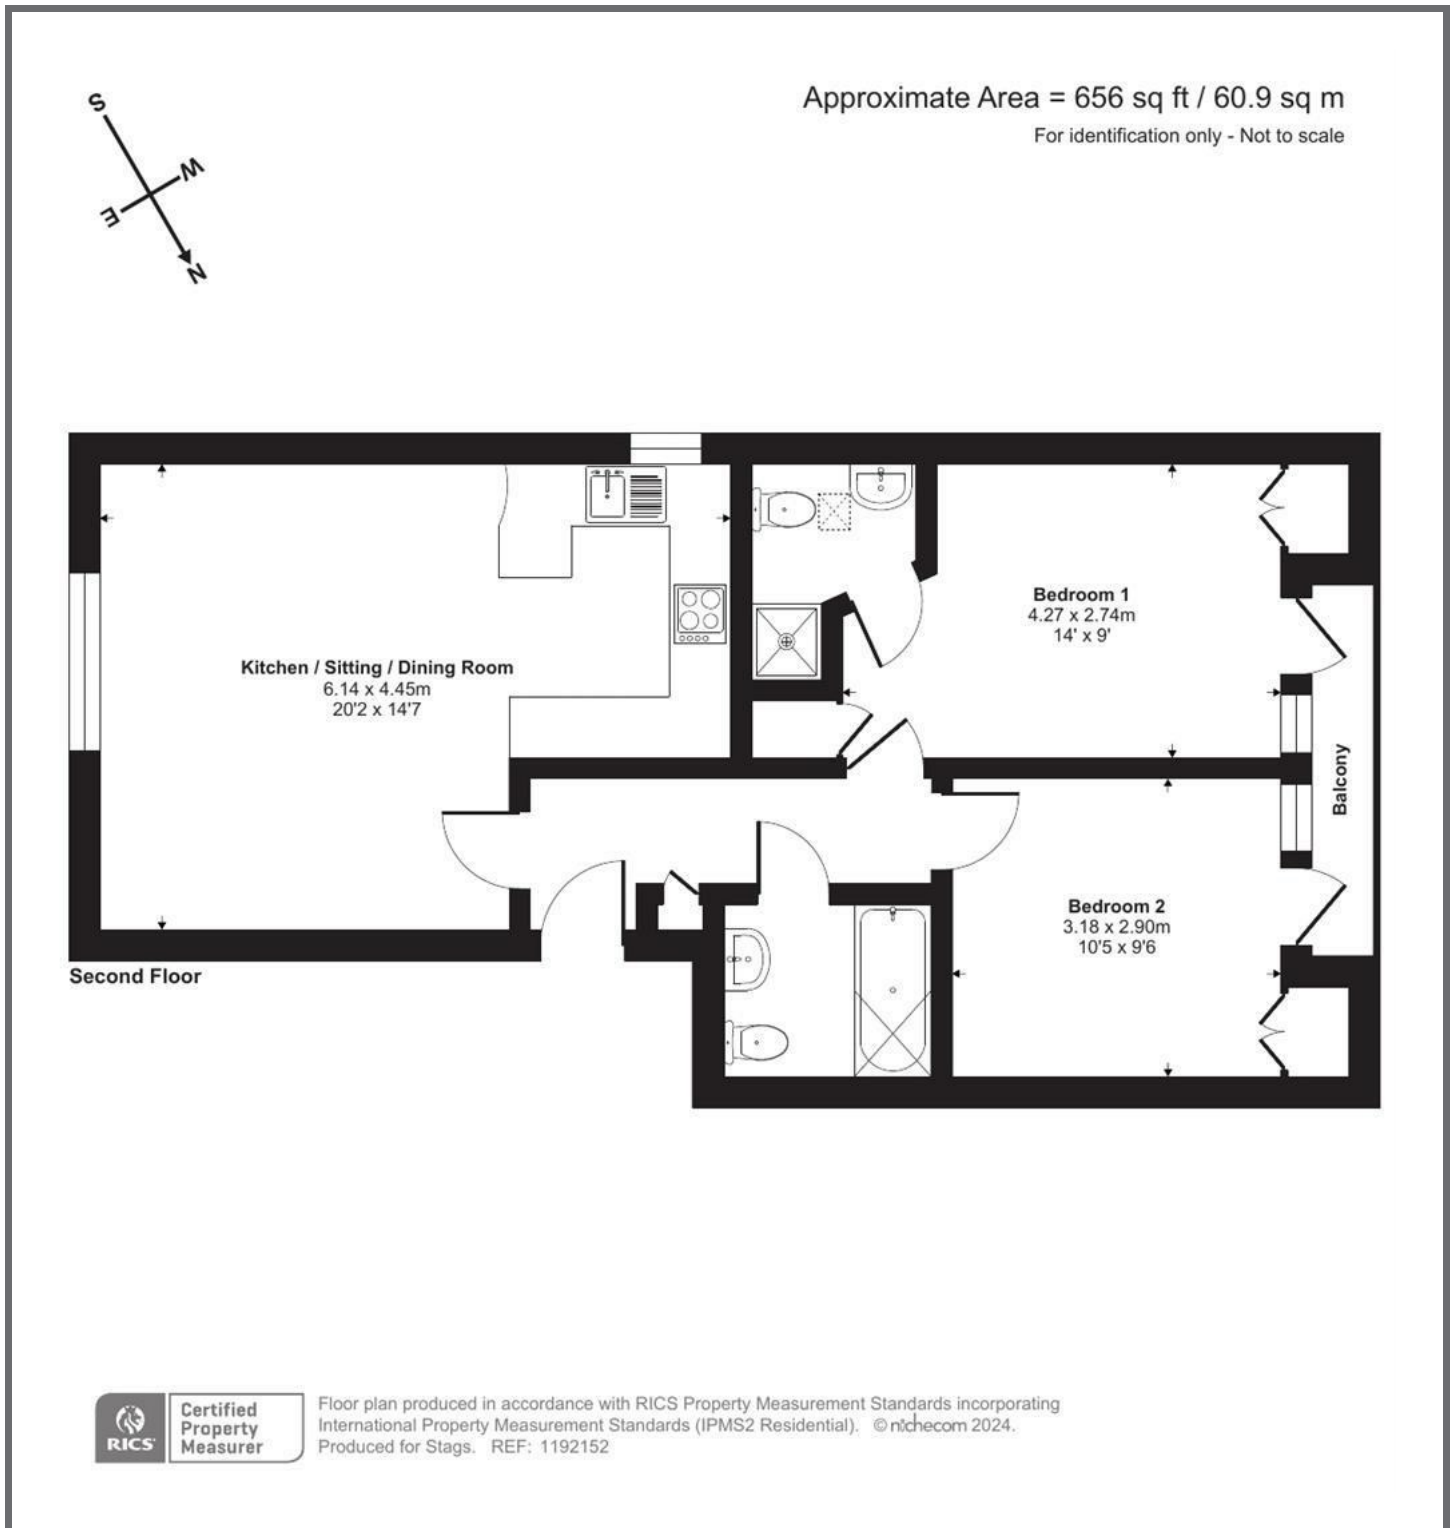 Approximate Area = 656 sq ft / 60.9 sq m
For identification only - Not to scale
S
W
E
N
Kitchen / Sitting / Dining Room
6.14 x 4.45m
20'2 x 14'7
Bedroom 1
4.27 x 2.74m
14' x 9'
Balcony
Bedroom 2
3.18 x 2.90m
10'5 x 9'6
Second Floor
RICS
Certified
Property
Measurer
Floor plan produced in accordance with RICS Property Measurement Standards incorporating
International Property Measurement Standards (IPMS2 Residential). © nichecom 2024.
Produced for Stags. REF: 1192152